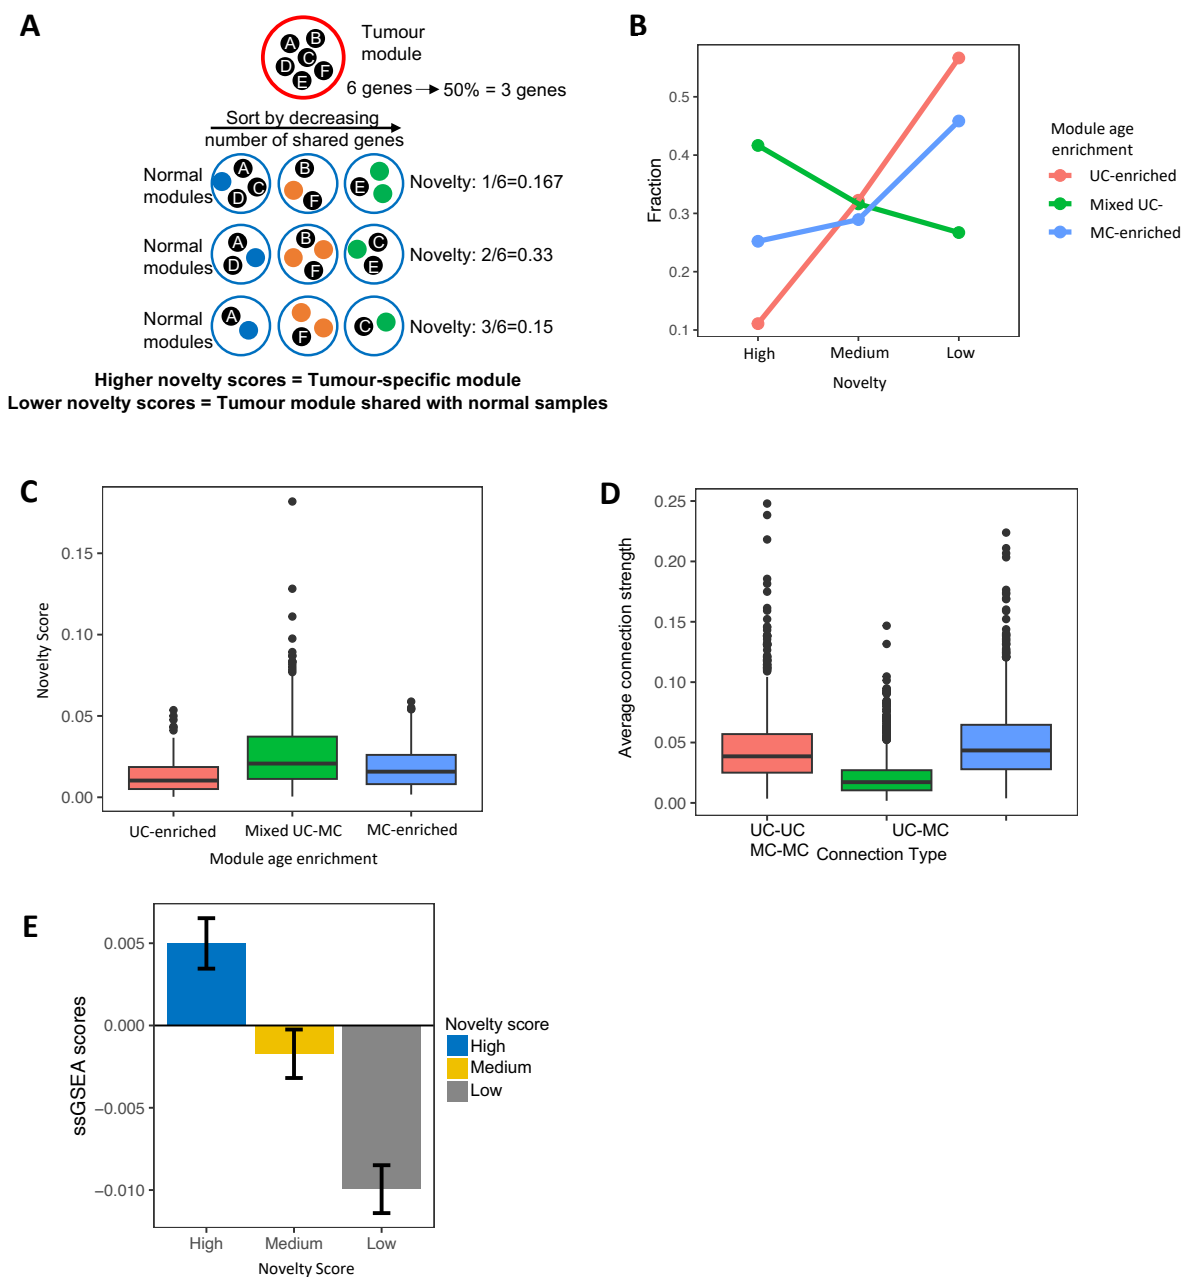 A
Tumour
module
A B C D E F
6 genes → 50% = 3 genes
Sort by decreasing
number of shared genes
Normal
modules
A C D
B F
E
Novelty: 1/6=0.167
Normal
modules
A D
B F
C E
Novelty: 2/6=0.33
Normal
modules
A
F
C
Novelty: 3/6=0.15
Higher novelty scores = Tumour-specific module
Lower novelty scores = Tumour module shared with normal samples
B
Fraction
0.5
0.4
0.3
0.2
0.1
High Medium Low
Novelty
Module age
enrichment
UC-enriched
Mixed UC-
MC-enriched
C
Novelty Score
0.15
0.10
0.05
0.00
UC-enriched Mixed UC-MC MC-enriched
Module age enrichment
D
Average connection strength
0.25
0.20
0.15
0.10
0.05
0.00
UC-UC UC-MC
MC-MC Connection Type
E
ssGSEA scores
0.005
0.000
−0.005
−0.010
High Medium Low
Novelty Score
Novelty score
High
Medium
Low